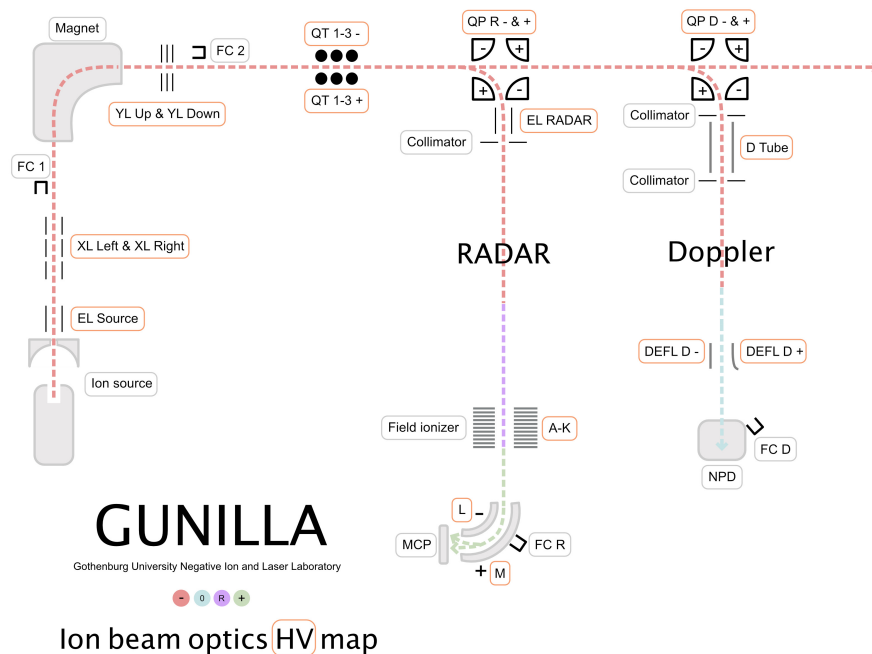 Magnet
QT 1-3 -
QP R - & +
QP D - & +
FC 2
- +
- +
YL Up & YL Down
QT 1-3 +
+ -
+ -
EL RADAR
Collimator
Collimator
D Tube
FC 1
Collimator
XL Left & XL Right
RADAR
Doppler
EL Source
DEFL D -
DEFL D +
Ion source
Field ionizer
A-K
FC D
NPD
GUNILLA
L -
MCP
FC R
+ M
Gothenburg University Negative Ion and Laser Laboratory
- 0 R +
Ion beam optics HV map